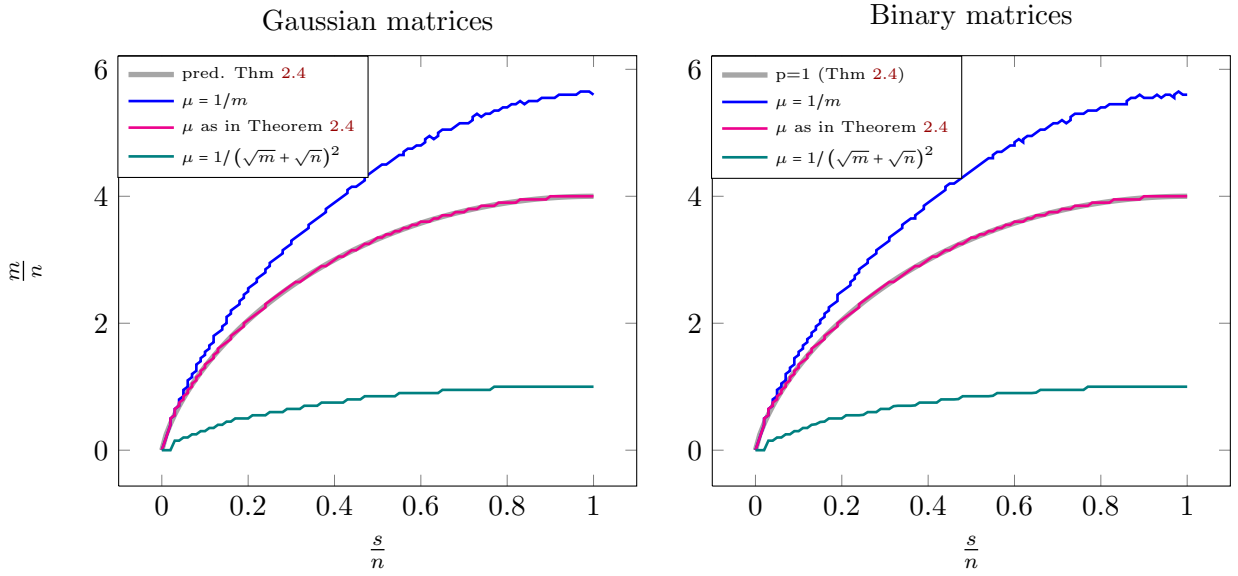 Gaussian matrices
pred. Thm 2.4
μ = 1/m
μ as in Theorem 2.4
μ = 1/(√m + √n)²
6
4
2
0
m/n
0
0.2
0.4
0.6
0.8
1
s/n
Binary matrices
p=1 (Thm 2.4)
μ = 1/m
μ as in Theorem 2.4
μ = 1/(√m + √n)²
6
4
2
0
0
0.2
0.4
0.6
0.8
1
s/n